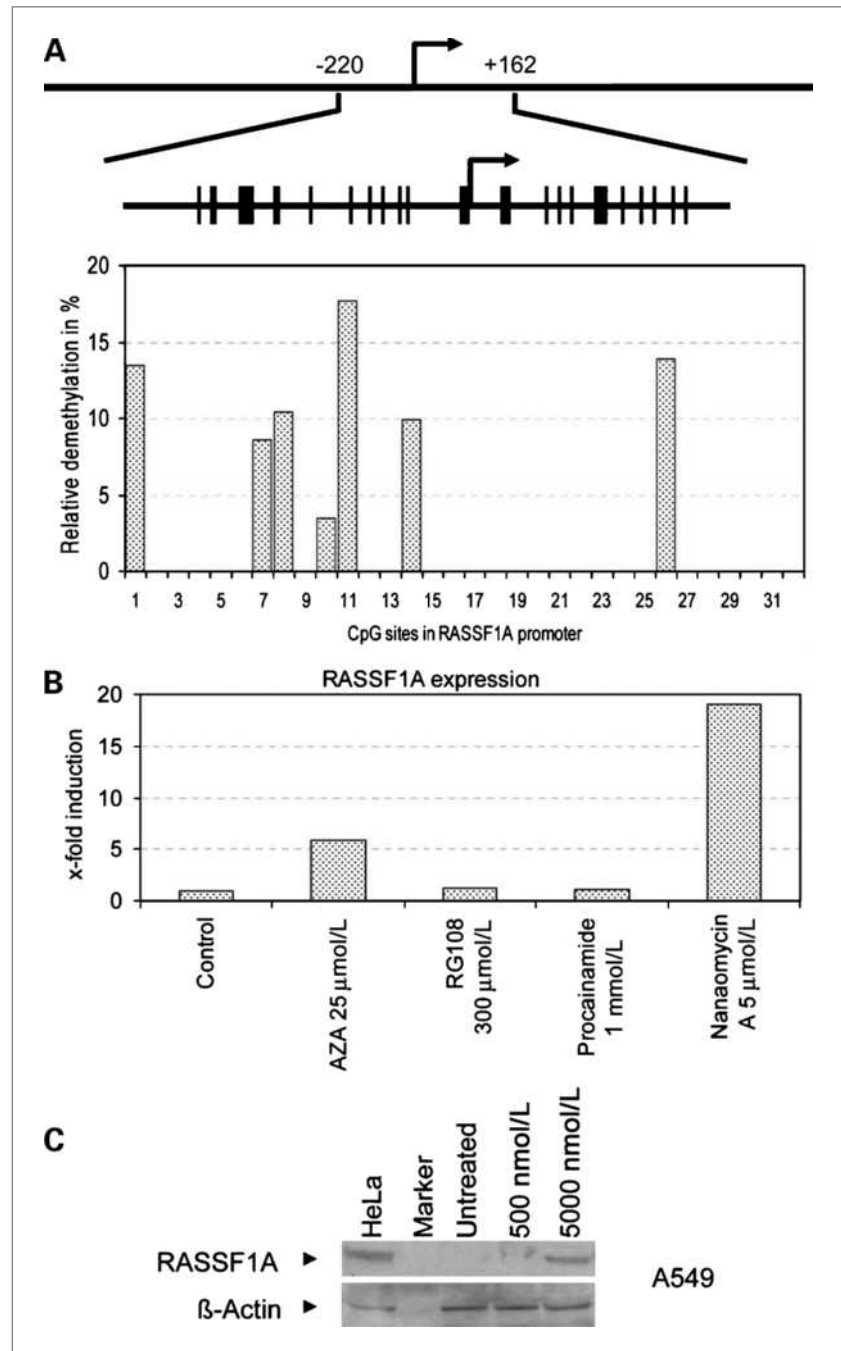 A
-220
+162
20
15
10
5
0
Relative demethylation in %
1 3 5 7 9 11 13 15 17 19 21 23 25 27 29 31
CpG sites in RASSF1A promoter
B
RASSF1A expression
20
15
10
5
0
x-fold induction
Control
AZA 25 μmol/L
RG108
300 μmol/L
Procainamide
1 mmol/L
Nanaomycin
A 5 μmol/L
C
HeLa
Marker
Untreated
500 nmol/L
5000 nmol/L
RASSF1A
ß-Actin
A549